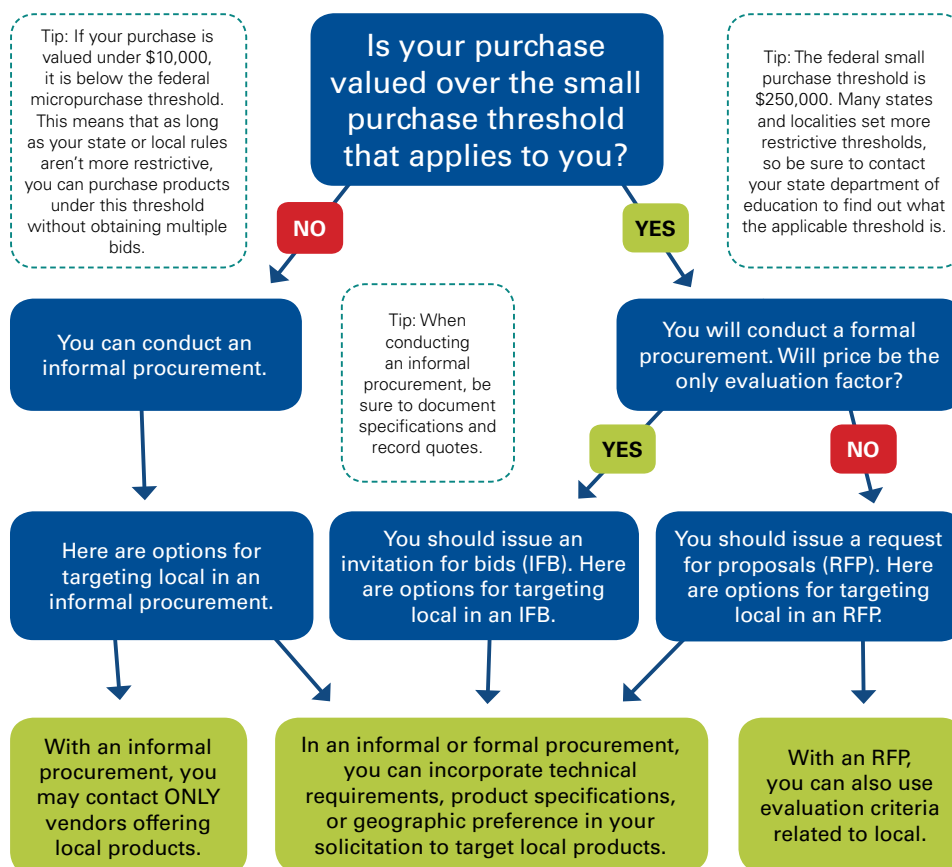 Tip: If your purchase is
valued under $10,000,
it is below the federal
micropurchase threshold.
This means that as long
as your state or local rules
aren't more restrictive,
you can purchase products
under this threshold
without obtaining multiple
bids.
Is your purchase
valued over the small
purchase threshold
that applies to you?
Tip: The federal small
purchase threshold is
$250,000. Many states
and localities set more
restrictive thresholds,
so be sure to contact
your state department of
education to find out what
the applicable threshold is.
NO
YES
You can conduct an
informal procurement.
Tip: When
conducting
an informal
procurement, be
sure to document
specifications and
record quotes.
You will conduct a formal
procurement. Will price be the
only evaluation factor?
YES
NO
Here are options for
targeting local in an
informal procurement.
You should issue an
invitation for bids (IFB). Here
are options for targeting
local in an IFB.
You should issue a request
for proposals (RFP). Here
are options for targeting
local in an RFP.
With an informal
procurement, you
may contact ONLY
vendors offering
local products.
In an informal or formal procurement,
you can incorporate technical
requirements, product specifications,
or geographic preference in your
solicitation to target local products.
With an RFP,
you can also use
evaluation criteria
related to local.